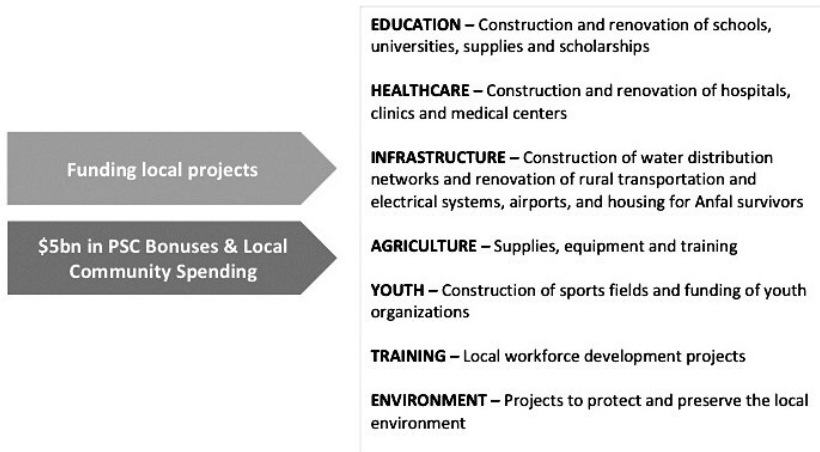 Funding local projects
$5bn in PSC Bonuses & Local
Community Spending
EDUCATION – Construction and renovation of schools,
universities, supplies and scholarships
HEALTHCARE – Construction and renovation of hospitals,
clinics and medical centers
INFRASTRUCTURE – Construction of water distribution
networks and renovation of rural transportation and
electrical systems, airports, and housing for Anfal survivors
AGRICULTURE – Supplies, equipment and training
YOUTH – Construction of sports fields and funding of youth
organizations
TRAINING – Local workforce development projects
ENVIRONMENT – Projects to protect and preserve the local
environment